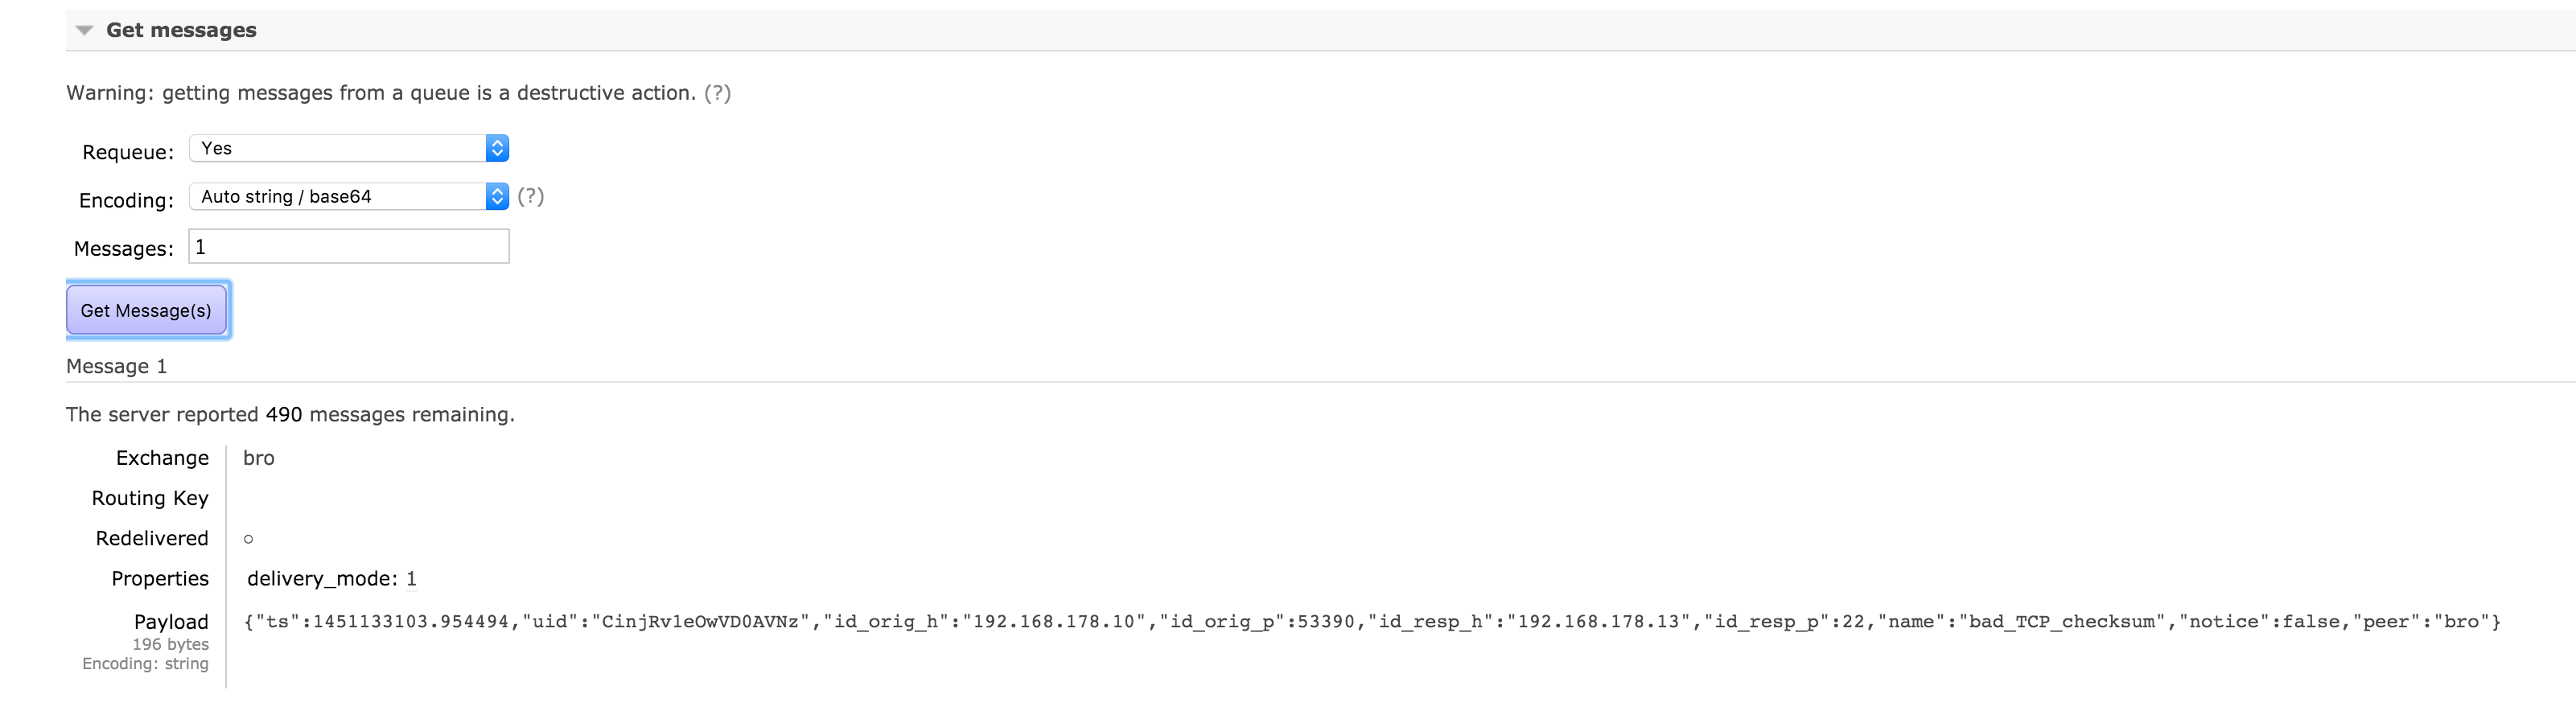 Get messages
Warning: getting messages from a queue is a destructive action. (?)
Requeue: Yes
Encoding: Auto string / base64 (?)
Messages: 1
Get Message(s)
Message 1
The server reported 490 messages remaining.
Exchange bro
Routing Key
Redelivered ○
Properties delivery_mode: 1
Payload {"ts":1451133103.954494,"uid":"CinjRv1eOwVD0AVNz","id_orig_h":"192.168.178.10","id_orig_p":53390,"id_resp_h":"192.168.178.13","id_resp_p":22,"name":"bad_TCP_checksum","notice":false,"peer":"bro"}
196 bytes
Encoding: string